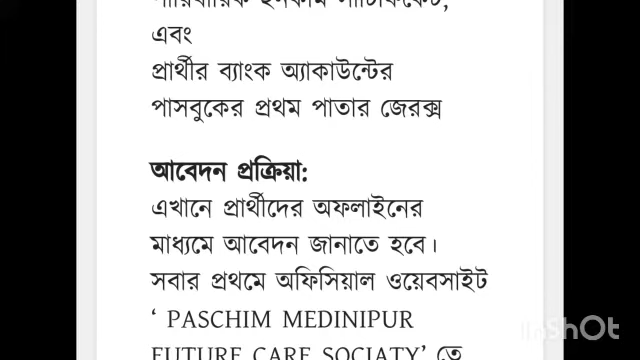 পারিবারিক ইনকাম সার্টিফিকেট,
এবং
প্রার্থীর ব্যাংক অ্যাকাউন্টের
পাসবুকের প্রথম পাতার জেরক্স
আবেদন প্রক্রিয়া:
এখানে প্রার্থীদের অফলাইনের
মাধ্যমে আবেদন জানাতে হবে।
সবার প্রথমে অফিসিয়াল ওয়েবসাইট
‘ PASCHIM MEDINIPUR
FUTURE CARE SOCIATY’ তে
InShOt